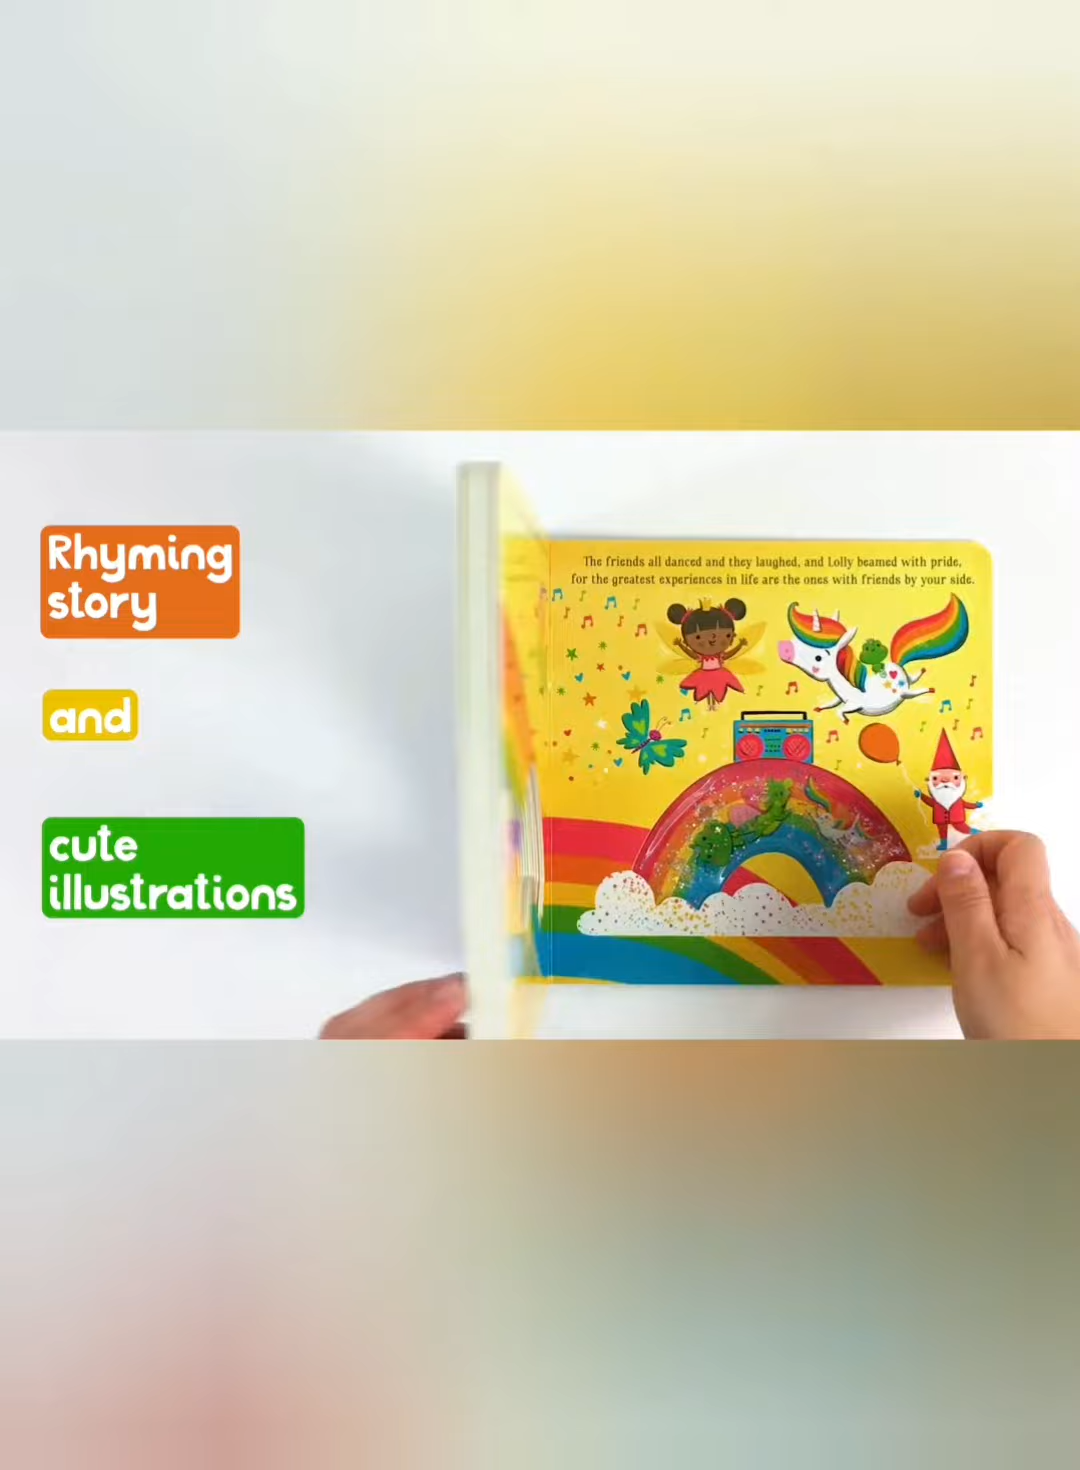 Rhyming
story
and
cute
illustrations
The friends all danced and they laughed, and Lolly beamed with pride,
for the greatest experiences in life are the ones with friends by your side.